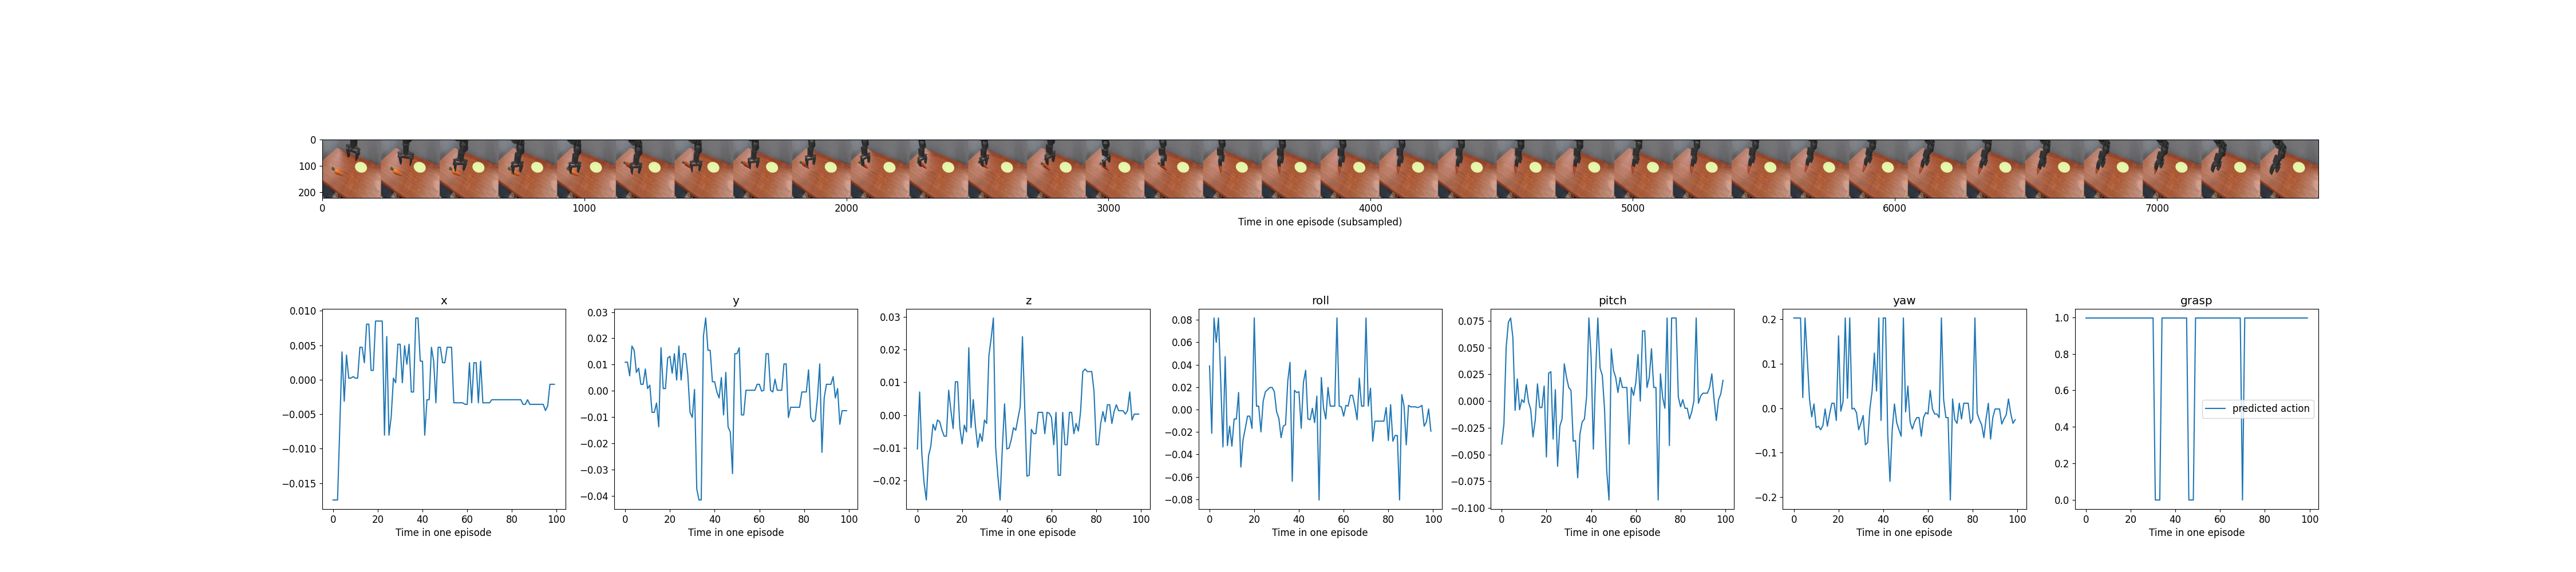 0
100
200
0 1000 2000 3000 4000 5000 6000 7000
Time in one episode (subsampled)
x
0.010
0.005
0.000
−0.005
−0.010
−0.015
0 20 40 60 80 100
Time in one episode
y
0.03
0.02
0.01
0.00
−0.01
−0.02
−0.03
−0.04
0 20 40 60 80 100
Time in one episode
z
0.03
0.02
0.01
0.00
−0.01
−0.02
0 20 40 60 80 100
Time in one episode
roll
0.08
0.06
0.04
0.02
0.00
−0.02
−0.04
−0.06
−0.08
0 20 40 60 80 100
Time in one episode
pitch
0.075
0.050
0.025
0.000
−0.025
−0.050
−0.075
−0.100
0 20 40 60 80 100
Time in one episode
yaw
0.2
0.1
0.0
−0.1
−0.2
0 20 40 60 80 100
Time in one episode
grasp
1.0
0.8
0.6
0.4
0.2
0.0
predicted action
0 20 40 60 80 100
Time in one episode